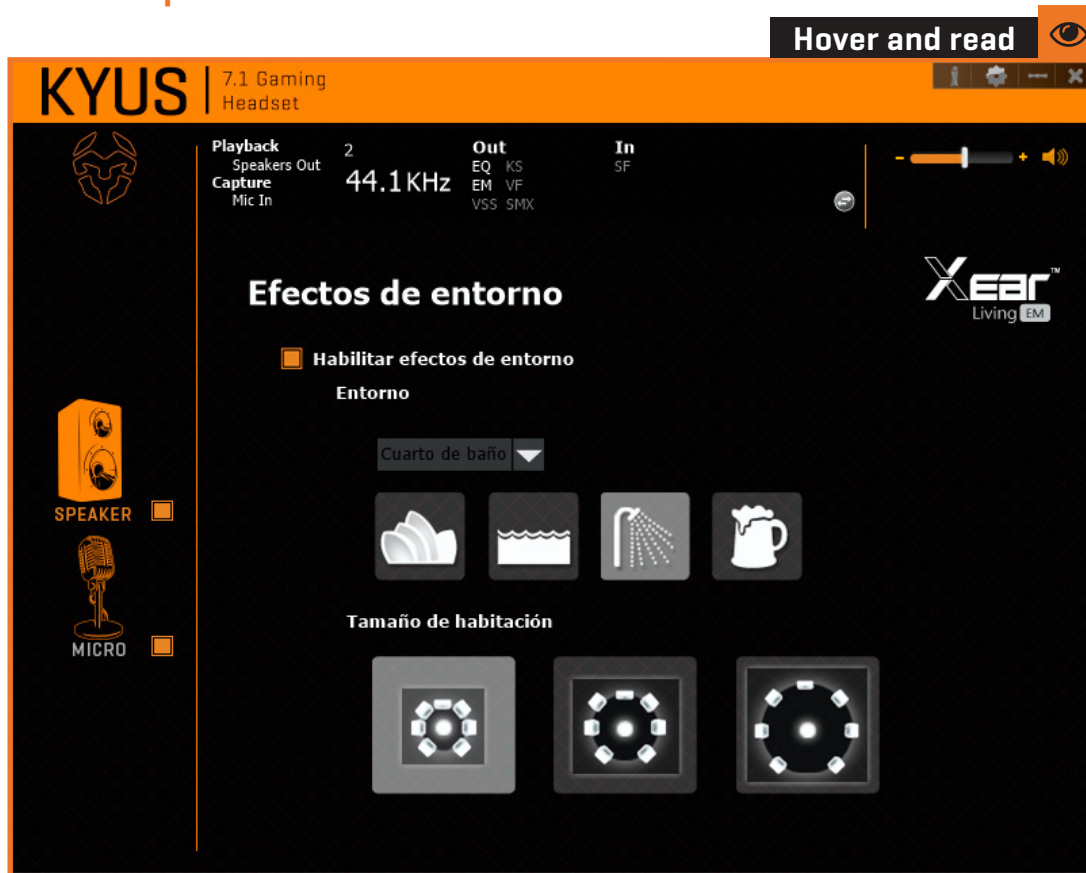 Hover and read
KYUS
7.1 Gaming
Headset
Playback
Speakers Out
Capture
Mic In
2
44.1KHz
Out
EQ KS
EM VF
VSS SMX
In
SF
- +
Efectos de entorno
Xear™
Living EM
Habilitar efectos de entorno
Entorno
Cuarto de baño
SPEAKER
MICRO
Tamaño de habitación